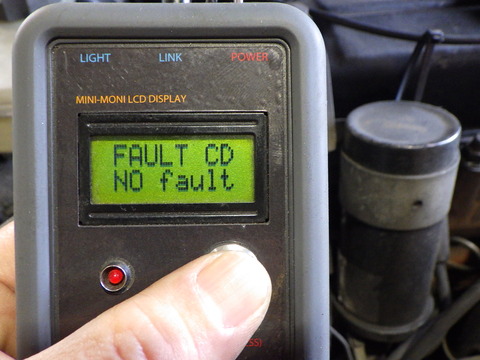 LIGHT LINK POWER
MINI-MONI LCD DISPLAY
FAULT CD
NO fault